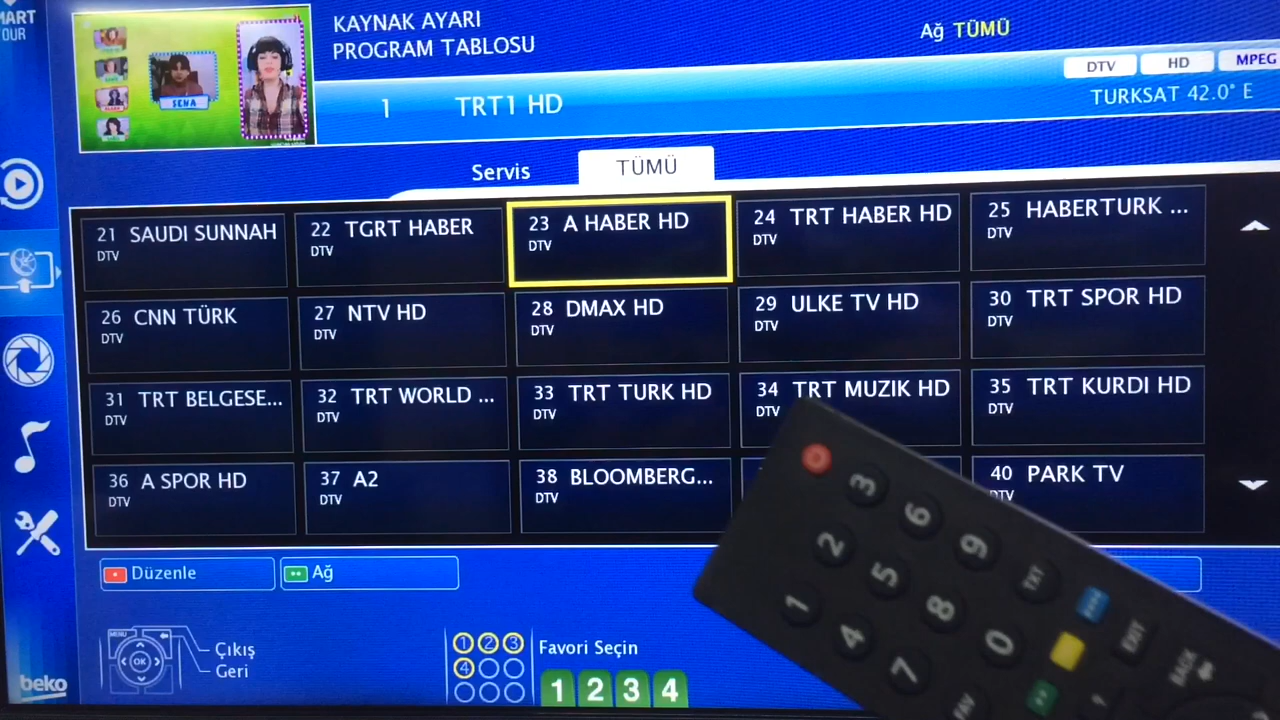 MART
OUR
SENA
KAYNAK AYARI
PROGRAM TABLOSU
Ağ TÜMÜ
DTV HD MPEG
1 TRT1 HD
TURKSAT 42.0° E
Servis TÜMÜ
21 SAUDI SUNNAH
DTV
22 TGRT HABER
DTV
23 A HABER HD
DTV
24 TRT HABER HD
DTV
25 HABERTURK ...
DTV
26 CNN TÜRK
DTV
27 NTV HD
DTV
28 DMAX HD
DTV
29 ULKE TV HD
DTV
30 TRT SPOR HD
DTV
31 TRT BELGESE...
DTV
32 TRT WORLD ...
DTV
33 TRT TURK HD
DTV
34 TRT MUZIK HD
DTV
35 TRT KURDI HD
DTV
36 A SPOR HD
DTV
37 A2
DTV
38 BLOOMBERG...
DTV
40 PARK TV
DTV
Düzenle
Ağ
MENU
OK
Çıkış
Geri
1 2 3
4
Favori Seçin
1 2 3 4
beko
3 6 9 TXT
2 5 8 0 EXIT
1 4 7 FAV BACK